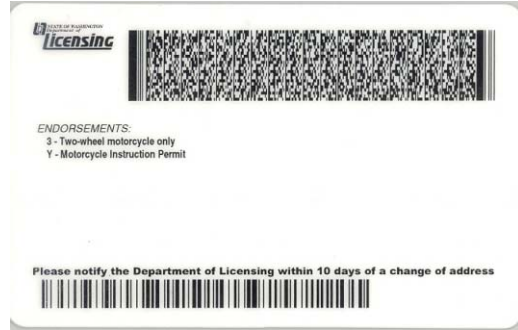 STATE OF WASHINGTON
Department of
Licensing
ENDORSEMENTS:
3 - Two-wheel motorcycle only
Y - Motorcycle Instruction Permit
Please notify the Department of Licensing within 10 days of a change of address